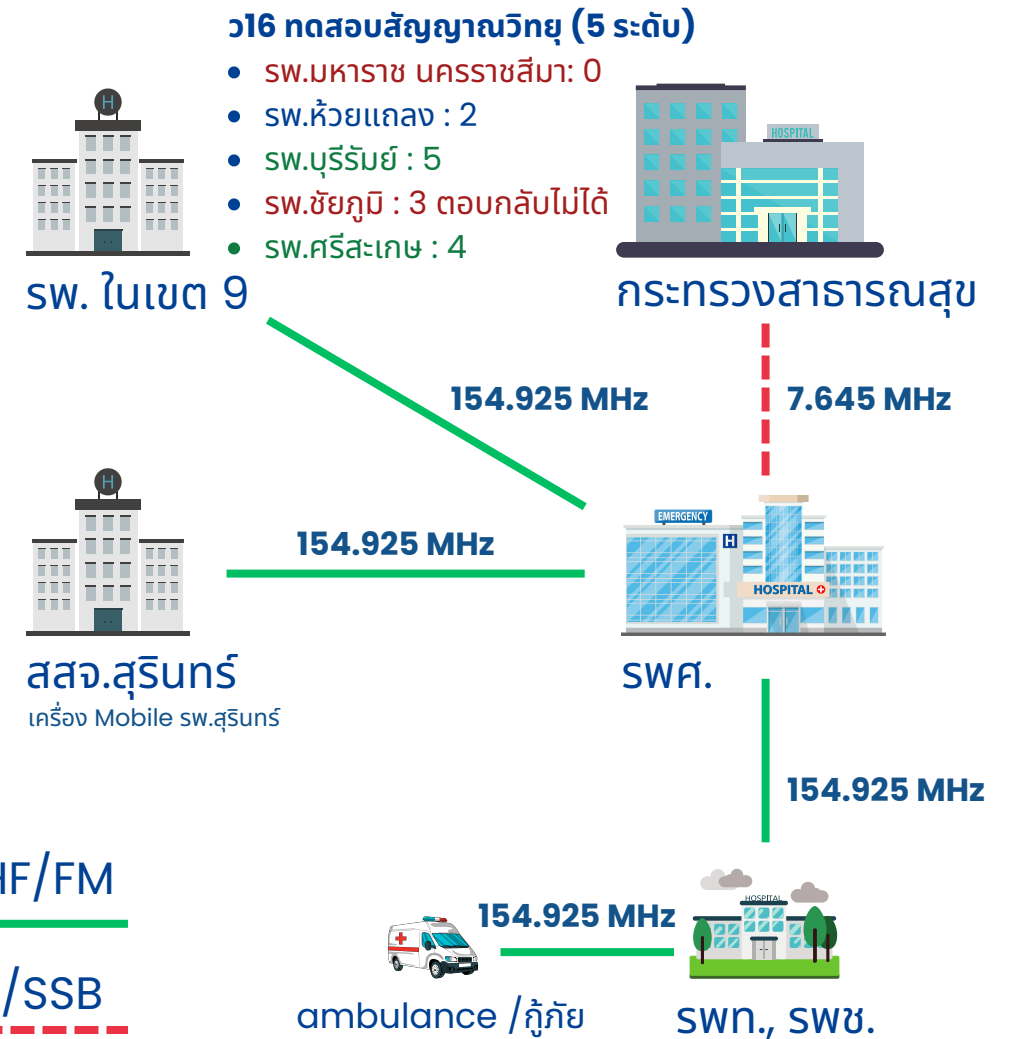 ว16 ทดสอบสัญญาณวิทยุ (5 ระดับ)
รพ.มหาราช นครราชสีมา: 0
รพ.ห้วยแถลง : 2
รพ.บุรีรัมย์ : 5
รพ.ชัยภูมิ : 3 ตอบกลับไม่ได้
รพ.ศรีสะเกษ : 4
H
HOSPITAL
รพ. ในเขต 9
กระทรวงสาธารณสุข
154.925 MHz
7.645 MHz
H
154.925 MHz
EMERGENCY
H
HOSPITAL
สสจ.สุรินทร์
เครื่อง Mobile รพ.สุรินทร์
รพศ.
154.925 MHz
HF/FM
/SSB
154.925 MHz
HOSPITAL
ambulance /กู้ภัย
รพท., รพช.